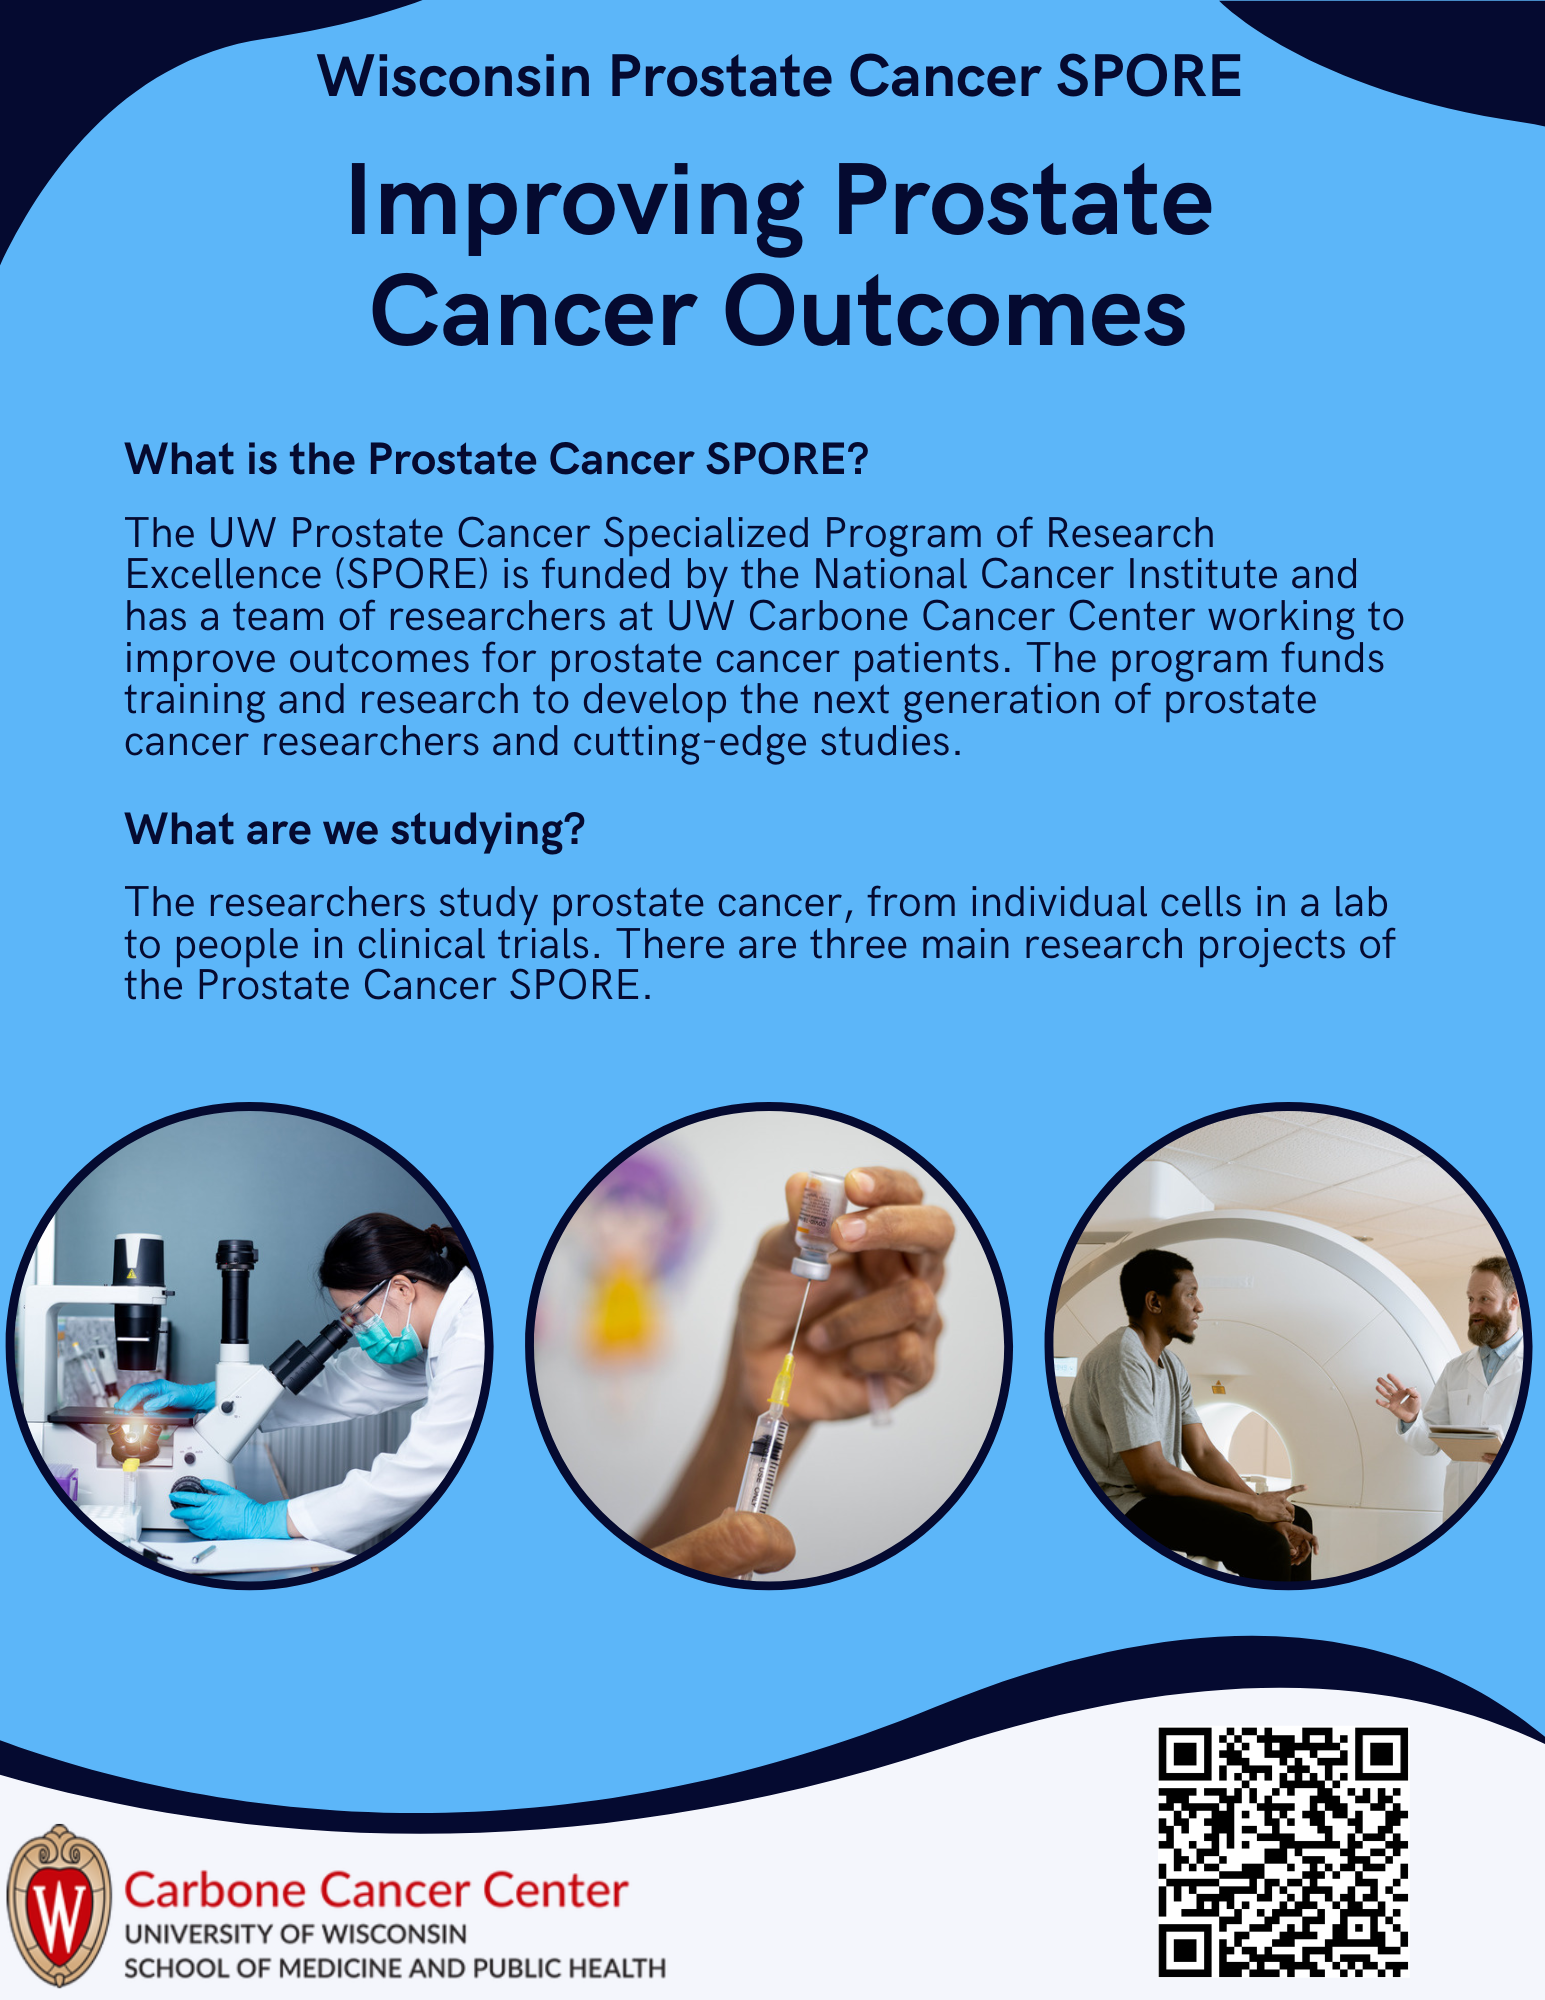 Wisconsin Prostate Cancer SPORE
Improving Prostate
Cancer Outcomes
What is the Prostate Cancer SPORE?
The UW Prostate Cancer Specialized Program of Research
Excellence (SPORE) is funded by the National Cancer Institute and
has a team of researchers at UW Carbone Cancer Center working to
improve outcomes for prostate cancer patients. The program funds
training and research to develop the next generation of prostate
cancer researchers and cutting-edge studies.
What are we studying?
The researchers study prostate cancer, from individual cells in a lab
to people in clinical trials. There are three main research projects of
the Prostate Cancer SPORE.
W
Carbone Cancer Center
UNIVERSITY OF WISCONSIN
SCHOOL OF MEDICINE AND PUBLIC HEALTH